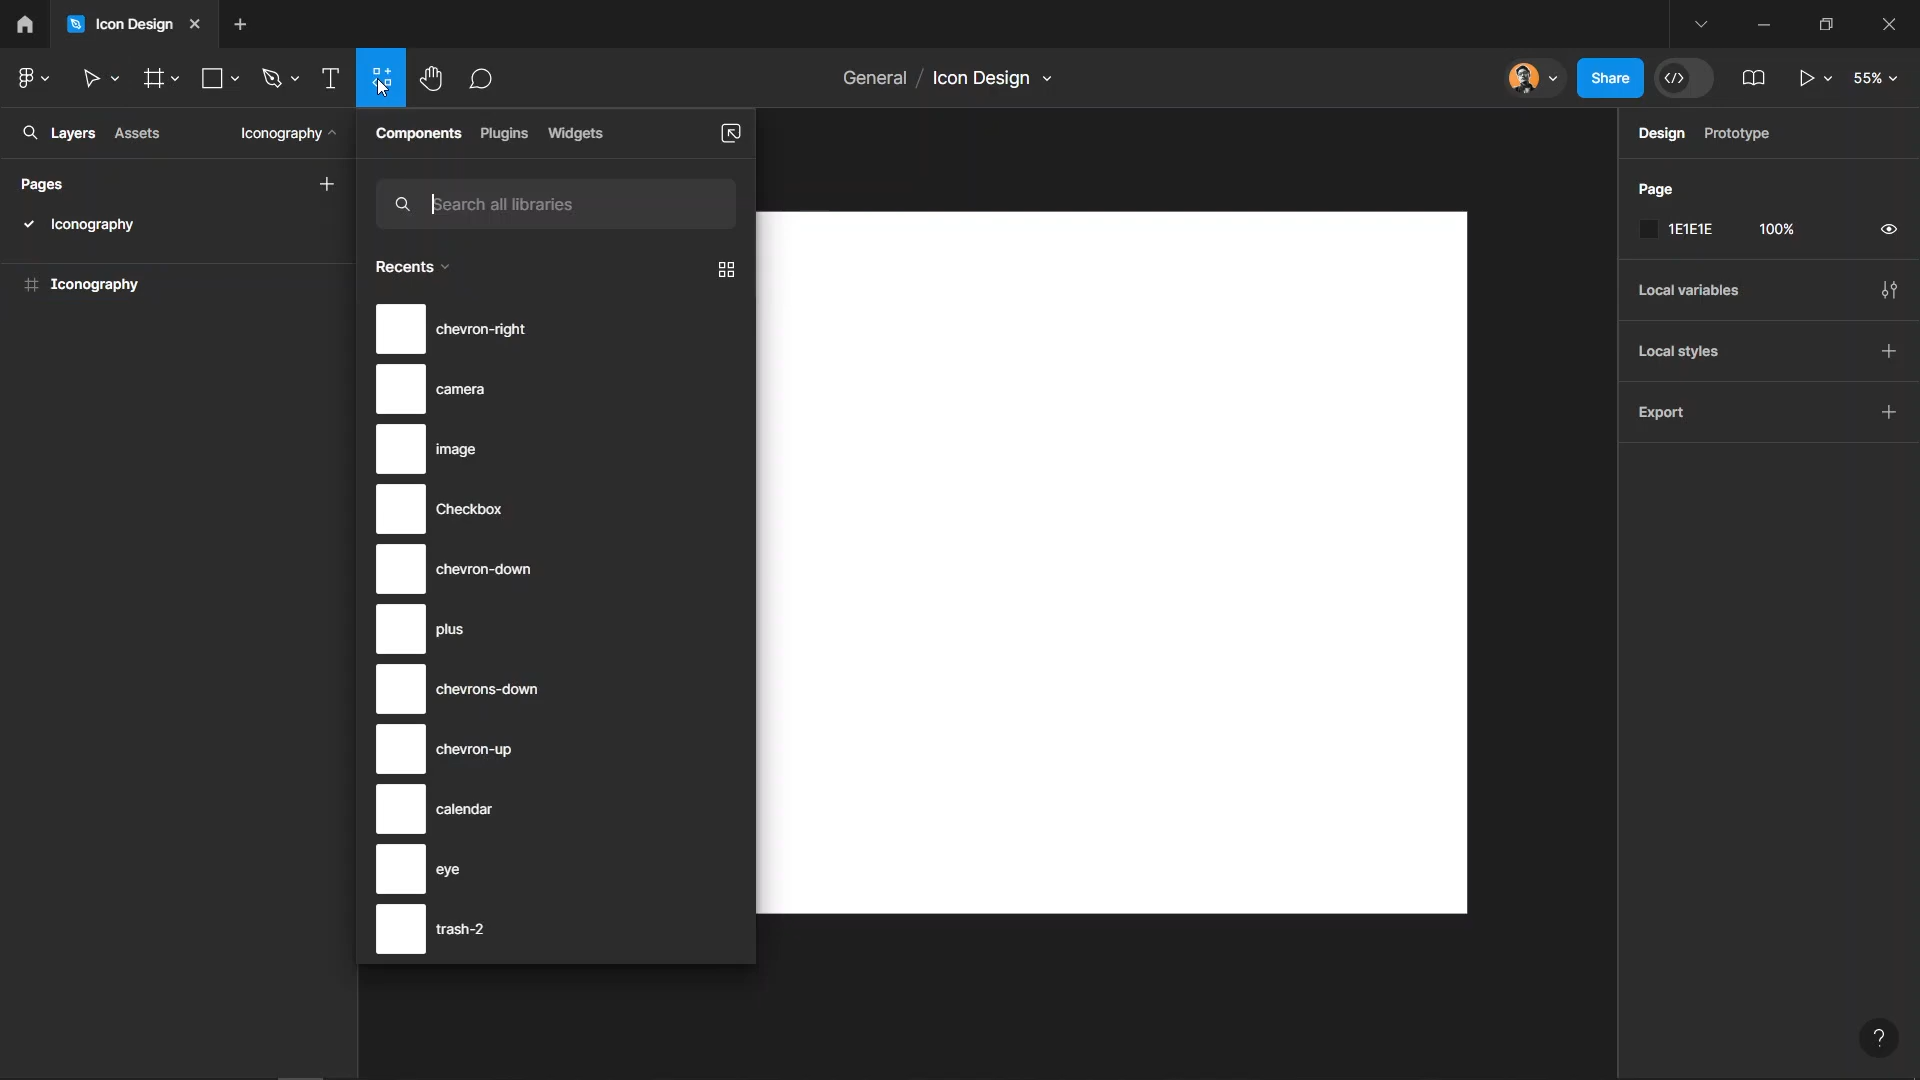 Icon Design
General / Icon Design
Share
55%
Layers Assets Iconography
Pages
Iconography
Iconography
Components Plugins Widgets
Search all libraries
Recents
chevron-right
camera
image
Checkbox
chevron-down
plus
chevrons-down
chevron-up
calendar
eye
trash-2
Design Prototype
Page
1E1E1E 100%
Local variables
Local styles
Export
?